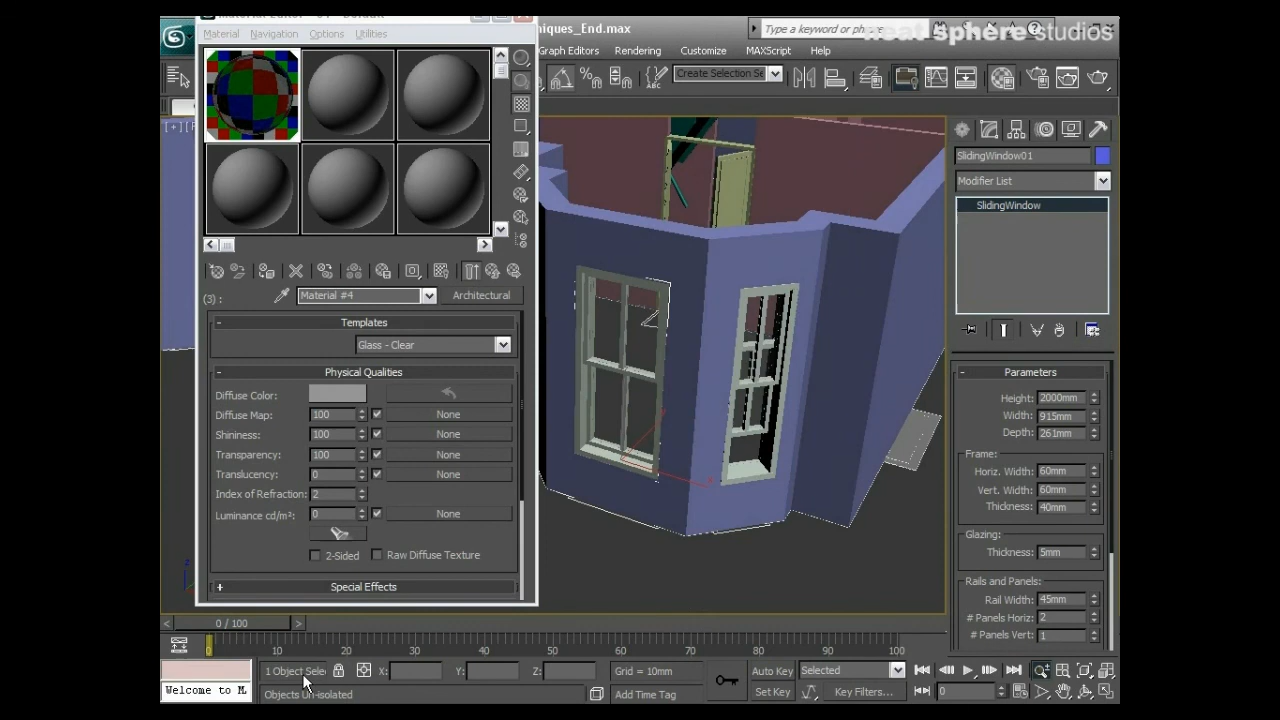 iques_End.max
Type a keyword or phrase
neat sphere studios
Material Navigation Options Utilities
Graph Editors Rendering Customize MAXScript Help
Create Selection Se
ABC
SlidingWindow01
Modifier List
SlidingWindow
(3) : Material #4 Architectural
- Templates
Glass - Clear
- Physical Qualities
Diffuse Color:
Diffuse Map: 100 None
Shininess: 100 None
Transparency: 100 None
Translucency: 0 None
Index of Refraction: 2
Luminance cd/m²: 0 None
2-Sided Raw Diffuse Texture
+ Special Effects
- Parameters
Height: 2000mm
Width: 915mm
Depth: 261mm
Frame:
Horiz. Width: 60mm
Vert. Width: 60mm
Thickness: 40mm
Glazing:
Thickness: 5mm
Rails and Panels:
Rail Width: 45mm
# Panels Horiz: 2
# Panels Vert: 1
< 0 / 100 >
0 10 20 30 40 50 60 70 80 90 100
1 Object Sele X: Y: Z: Grid = 10mm Auto Key Selected
Welcome to M Objects Un-isolated Add Time Tag Set Key Key Filters... 0